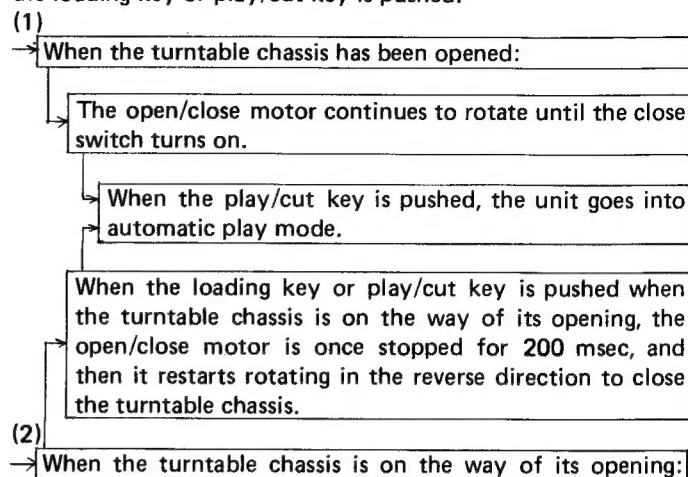 the loading key or play/cut key is pushed.
(1)
When the turntable chassis has been opened:
The open/close motor continues to rotate until the close
switch turns on.
When the play/cut key is pushed, the unit goes into
automatic play mode.
When the loading key or play/cut key is pushed when
the turntable chassis is on the way of its opening, the
open/close motor is once stopped for 200 msec, and
then it restarts rotating in the reverse direction to close
the turntable chassis.
(2)
When the turntable chassis is on the way of its opening: